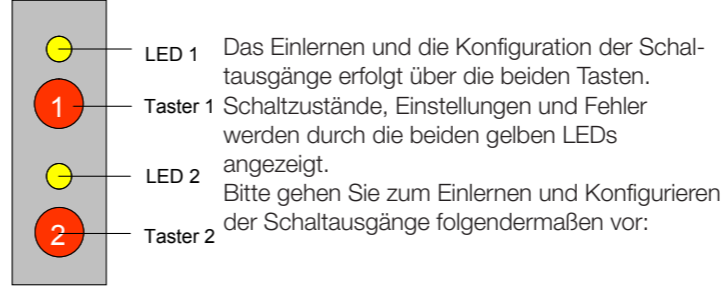 LED 1
1
Taster 1
LED 2
2
Taster 2
Das Einlernen und die Konfiguration der Schal-
tausgänge erfolgt über die beiden Tasten.
Schaltzustände, Einstellungen und Fehler
werden durch die beiden gelben LEDs
angezeigt.
Bitte gehen Sie zum Einlernen und Konfigurieren
der Schaltausgänge folgendermaßen vor: